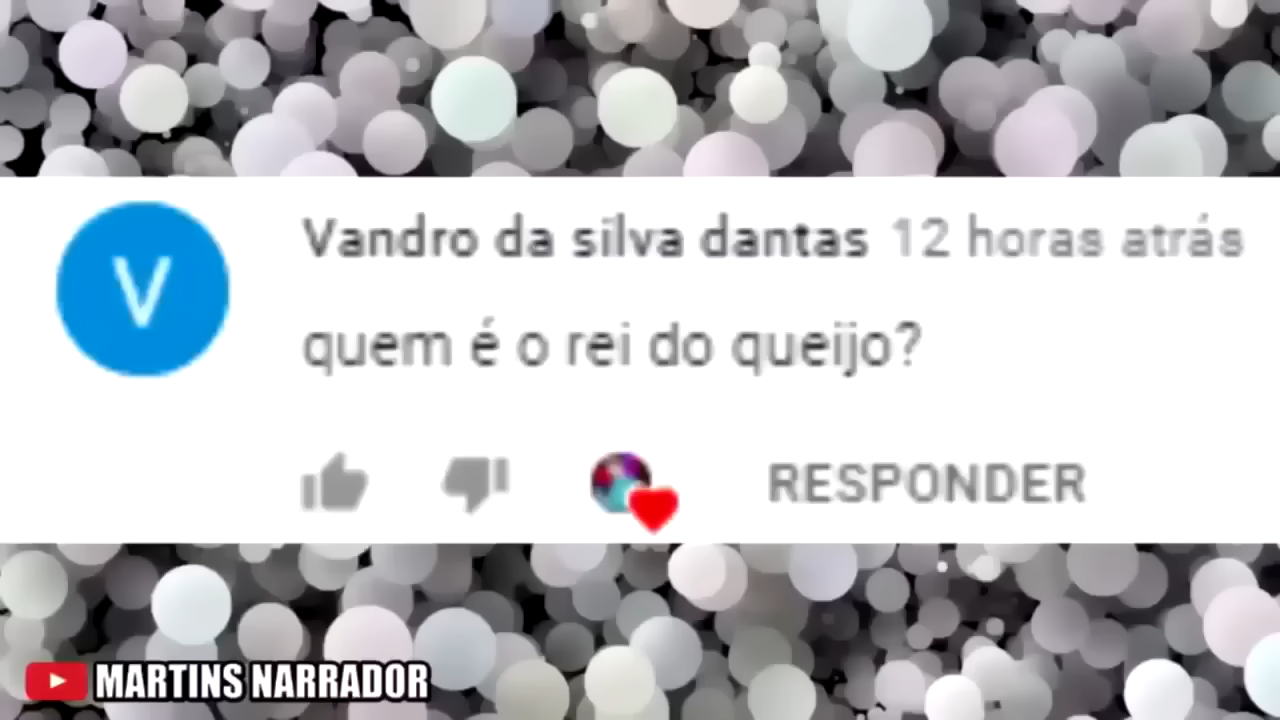 V
Vandro da silva dantas 12 horas atrás
quem é o rei do queijo?
RESPONDER
MARTINS NARRADOR